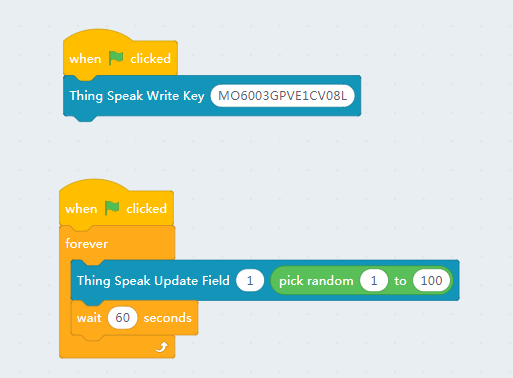 when clicked
Thing Speak Write Key MO6003GPVE1CV08L
when clicked
forever
Thing Speak Update Field 1 pick random 1 to 100
wait 60 seconds